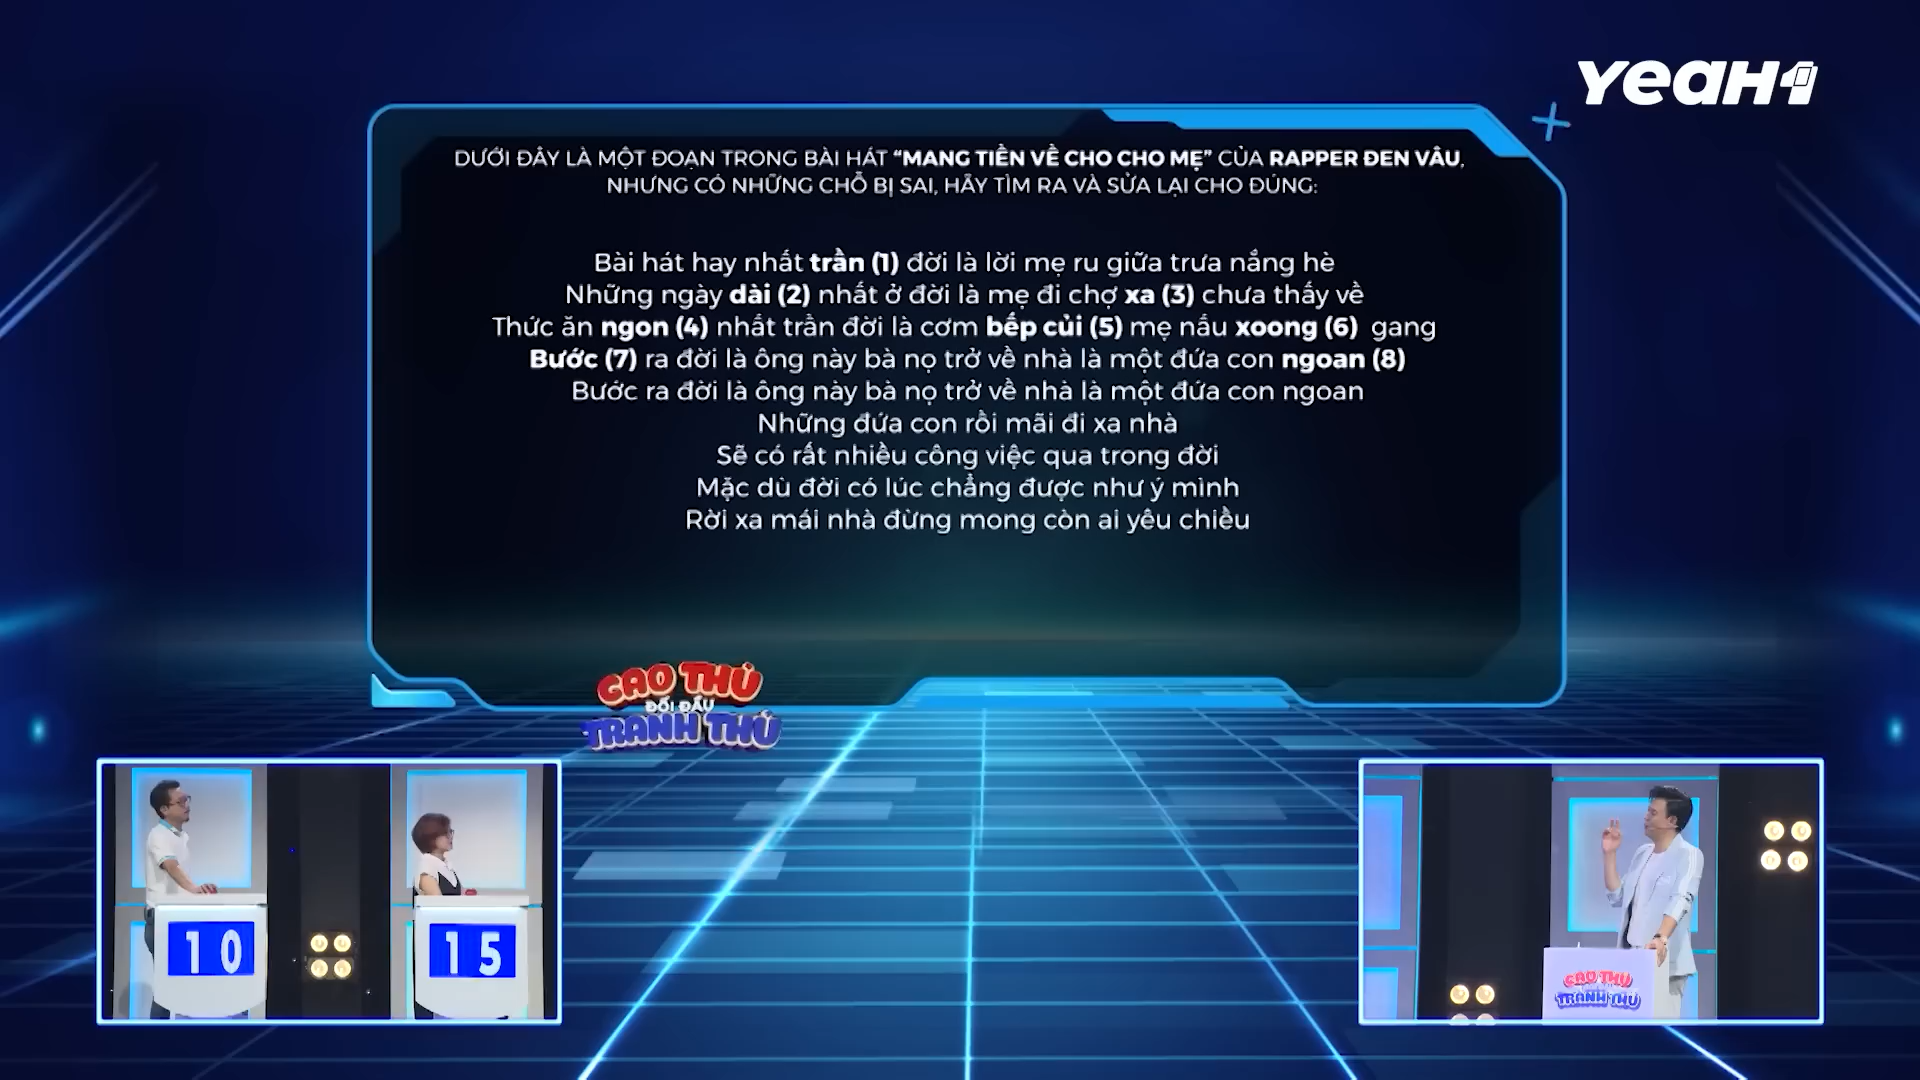 YEAH1
DƯỚI ĐÂY LÀ MỘT ĐOẠN TRONG BÀI HÁT “MANG TIỀN VỀ CHO CHO MẸ” CỦA RAPPER ĐEN VÂU,
NHƯNG CÓ NHỮNG CHỖ BỊ SAI, HÃY TÌM RA VÀ SỬA LẠI CHO ĐÚNG:
Bài hát hay nhất trần (1) đời là lời mẹ ru giữa trưa nắng hè
Những ngày dài (2) nhất ở đời là mẹ đi chợ xa (3) chưa thấy về
Thức ăn ngon (4) nhất trần đời là cơm bếp củi (5) mẹ nấu xoong (6) gang
Bước (7) ra đời là ông này bà nọ trở về nhà là một đứa con ngoan (8)
Bước ra đời là ông này bà nọ trở về nhà là một đứa con ngoan
Những đứa con rồi mãi đi xa nhà
Sẽ có rất nhiều công việc qua trong đời
Mặc dù đời có lúc chẳng được như ý mình
Rời xa mái nhà đừng mong còn ai yêu chiều
CAO THỦ
ĐỐI ĐẦU
TRANH THỦ
10
15
CAO THỦ
TRANH THỦ